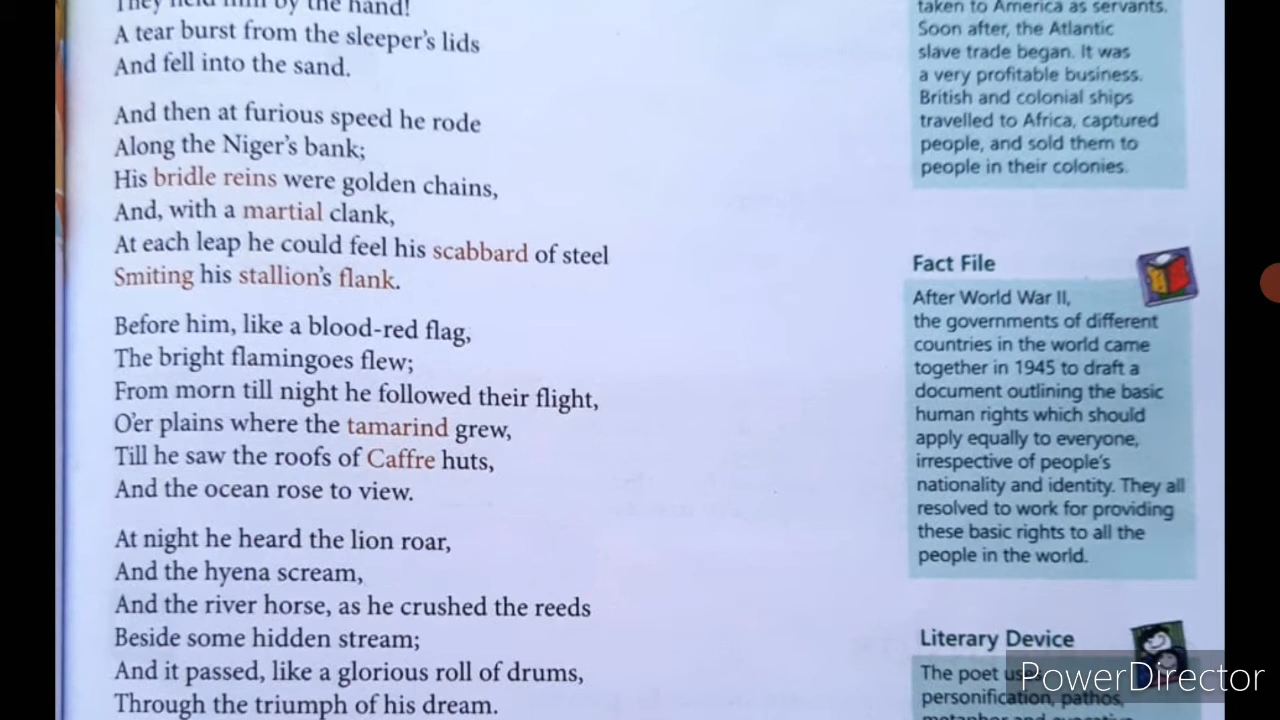 They held him by the hand!
A tear burst from the sleeper's lids
And fell into the sand.
And then at furious speed he rode
Along the Niger's bank;
His bridle reins were golden chains,
And, with a martial clank,
At each leap he could feel his scabbard of steel
Smiting his stallion's flank.
Before him, like a blood-red flag,
The bright flamingoes flew;
From morn till night he followed their flight,
O'er plains where the tamarind grew,
Till he saw the roofs of Caffre huts,
And the ocean rose to view.
At night he heard the lion roar,
And the hyena scream,
And the river horse, as he crushed the reeds
Beside some hidden stream;
And it passed, like a glorious roll of drums,
Through the triumph of his dream.
taken to America as servants.
Soon after, the Atlantic
slave trade began. It was
a very profitable business.
British and colonial ships
travelled to Africa, captured
people, and sold them to
people in their colonies.
Fact File
After World War II,
the governments of different
countries in the world came
together in 1945 to draft a
document outlining the basic
human rights which should
apply equally to everyone,
irrespective of people's
nationality and identity. They all
resolved to work for providing
these basic rights to all the
people in the world.
Literary Device
The poet
personification, pathos,
PowerDirector